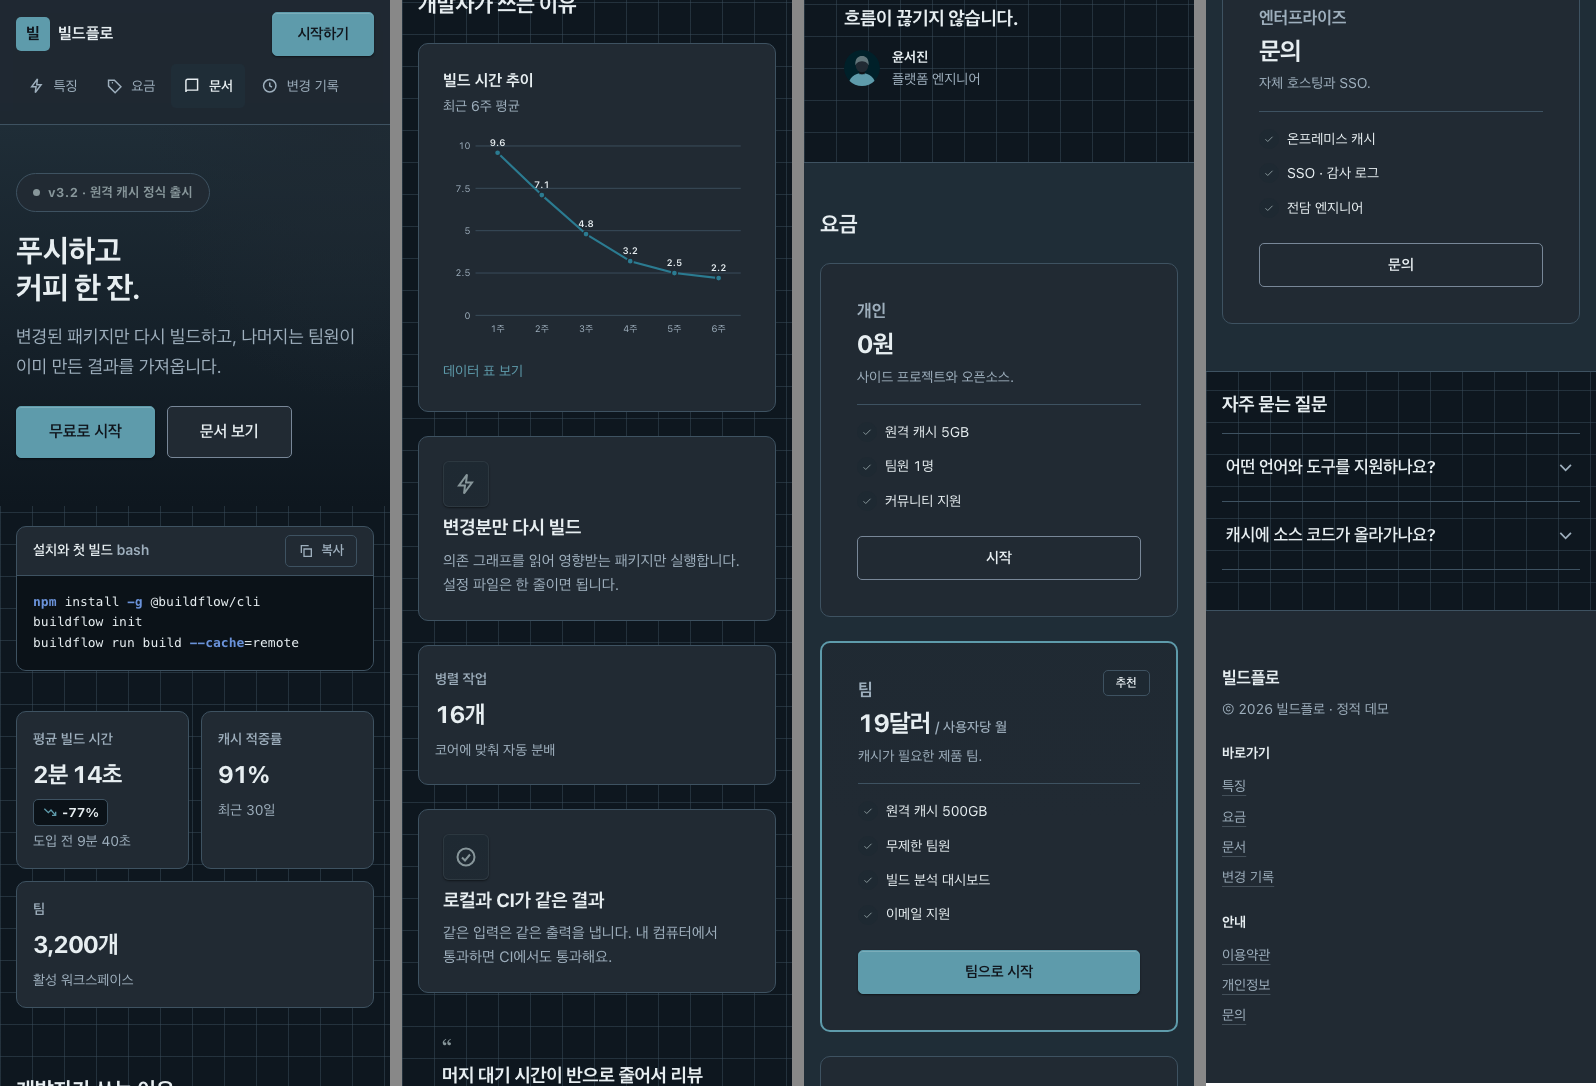 빌 빌드플로
시작하기
특징 요금 문서 변경 기록
v3.2 · 원격 캐시 정식 출시
푸시하고
커피 한 잔.
변경된 패키지만 다시 빌드하고, 나머지는 팀원이
이미 만든 결과를 가져옵니다.
무료로 시작 문서 보기
설치와 첫 빌드 bash
복사
npm install -g @buildflow/cli
buildflow init
buildflow run build --cache=remote
평균 빌드 시간
2분 14초
-77%
도입 전 9분 40초
캐시 적중률
91%
최근 30일
팀
3,200개
활성 워크스페이스
개발자가 쓰는 이유
빌드 시간 추이
최근 6주 평균
10
7.5
5
2.5
0
9.6
7.1
4.8
3.2
2.5
2.2
1주 2주 3주 4주 5주 6주
데이터 표 보기
변경분만 다시 빌드
의존 그래프를 읽어 영향받는 패키지만 실행합니다.
설정 파일은 한 줄이면 됩니다.
병렬 작업
16개
코어에 맞춰 자동 분배
로컬과 CI가 같은 결과
같은 입력은 같은 출력을 냅니다. 내 컴퓨터에서
통과하면 CI에서도 통과해요.
“
머지 대기 시간이 반으로 줄어서 리뷰
흐름이 끊기지 않습니다.
윤서진
플랫폼 엔지니어
요금
개인
0원
사이드 프로젝트와 오픈소스.
원격 캐시 5GB
팀원 1명
커뮤니티 지원
시작
팀
추천
19달러 / 사용자당 월
캐시가 필요한 제품 팀.
원격 캐시 500GB
무제한 팀원
빌드 분석 대시보드
이메일 지원
팀으로 시작
엔터프라이즈
문의
자체 호스팅과 SSO.
온프레미스 캐시
SSO · 감사 로그
전담 엔지니어
문의
자주 묻는 질문
어떤 언어와 도구를 지원하나요?
캐시에 소스 코드가 올라가나요?
빌드플로
© 2026 빌드플로 · 정적 데모
바로가기
특징
요금
문서
변경 기록
안내
이용약관
개인정보
문의